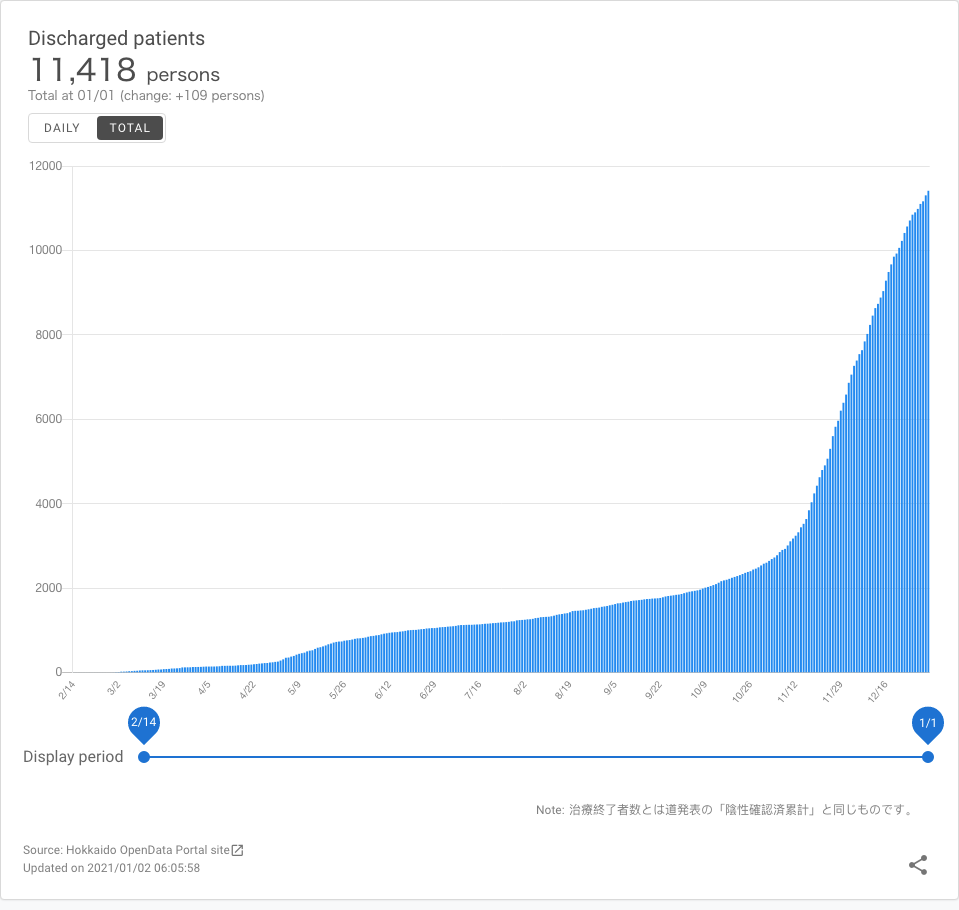 Discharged patients
11,418 persons
Total at 01/01 (change: +109 persons)
DAILY TOTAL
12000
10000
8000
6000
4000
2000
0
2/14 3/2 3/19 4/5 4/22 5/9 5/26 6/12 6/29 7/16 8/2 8/19 9/5 9/22 10/9 10/26 11/12 11/29 12/16
2/14 1/1
Display period
Note: 治療終了者数とは道発表の「陰性確認済累計」と同じものです。
Source: Hokkaido OpenData Portal site
Updated on 2021/01/02 06:05:58